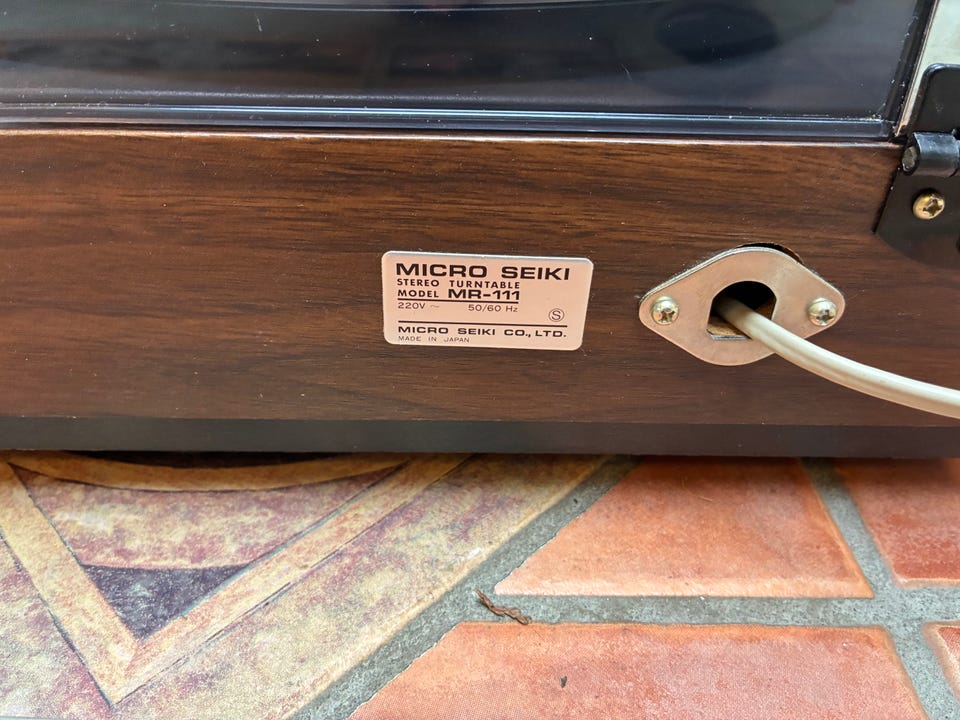 MICRO SEIKI
STEREO TURNTABLE
MODEL MR-111
220V ~ 50/60 Hz
S
MICRO SEIKI CO., LTD.
MADE IN JAPAN